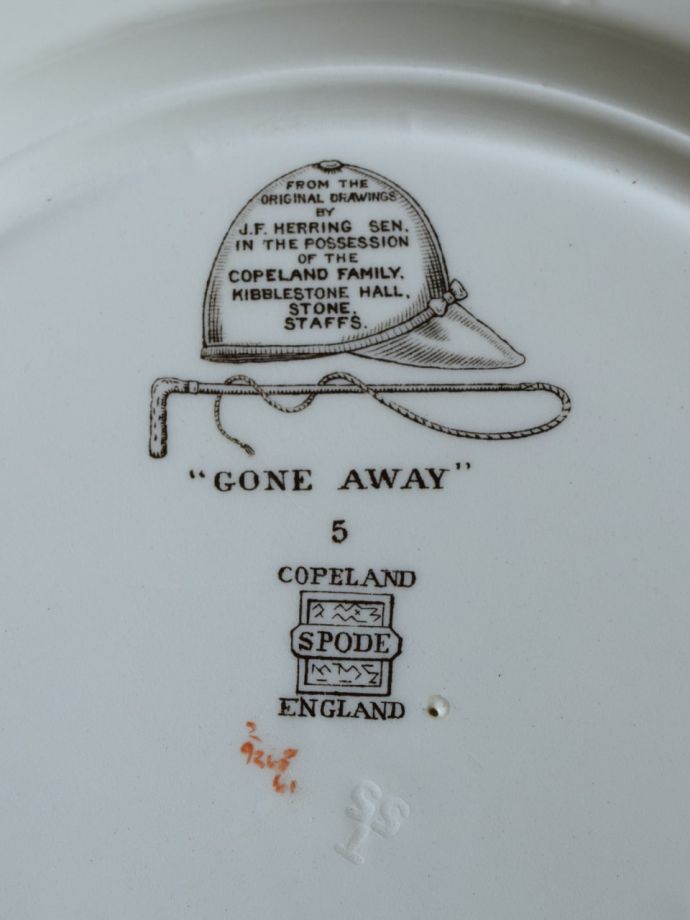 FROM THE
ORIGINAL DRAWINGS
BY
J.F. HERRING SEN.
IN THE POSSESSION
OF THE
COPELAND FAMILY.
KIBBLESTONE HALL,
STONE.
STAFFS.
"GONE AWAY"
5
COPELAND
SPODE
ENGLAND